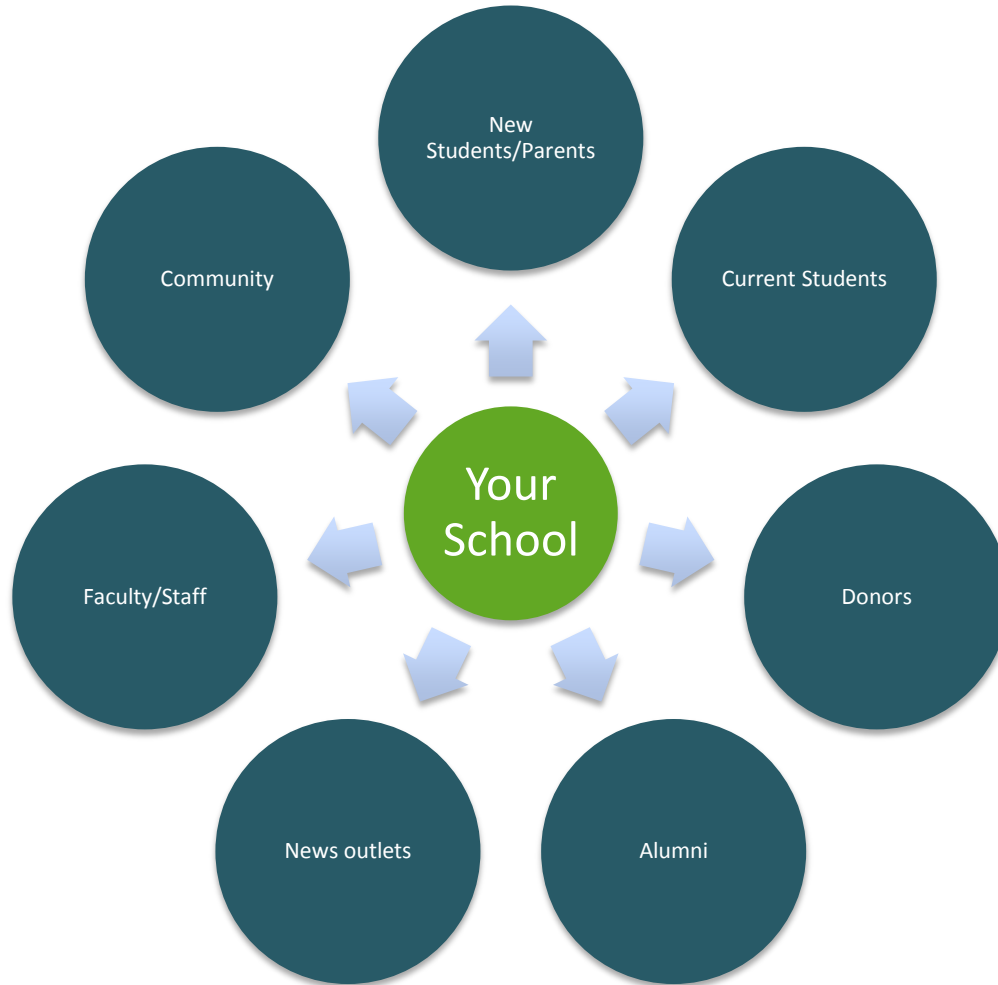 New
Students/Parents
Community
Current Students
Your
School
Faculty/Staff
Donors
News outlets
Alumni